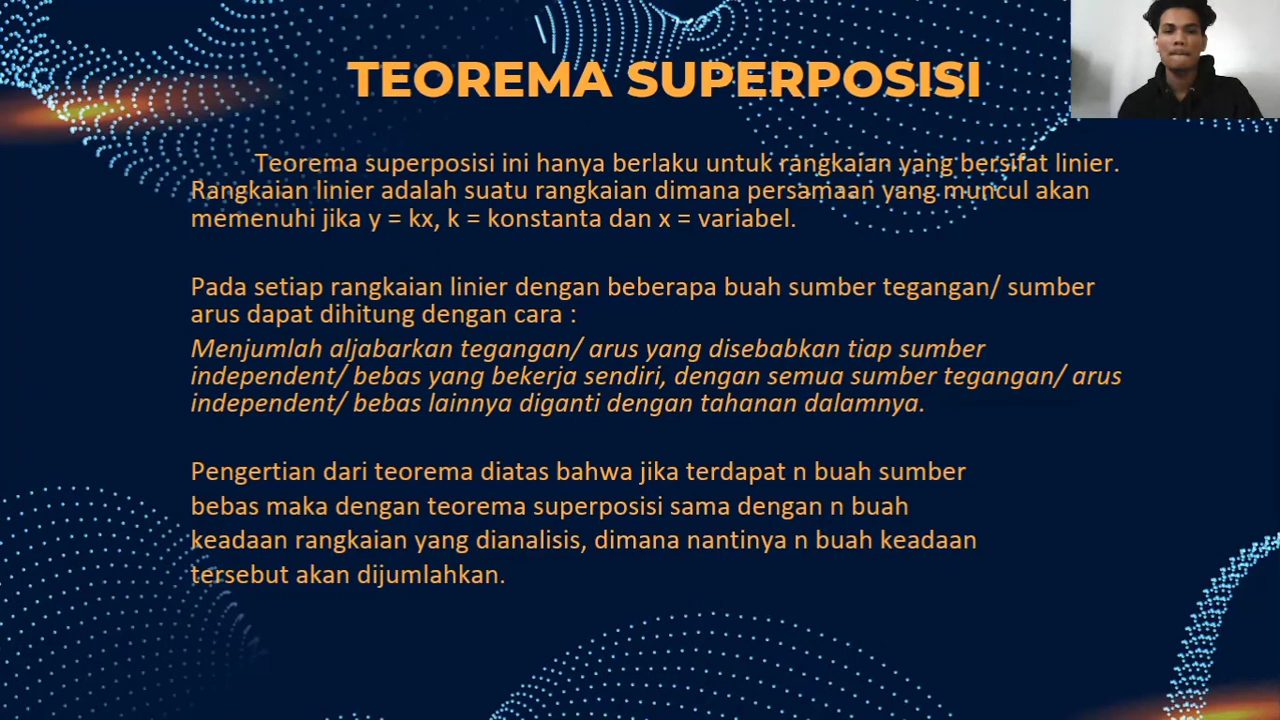 TEOREMA SUPERPOSISI
Teorema superposisi ini hanya berlaku untuk rangkaian yang bersifat linier.
Rangkaian linier adalah suatu rangkaian dimana persamaan yang muncul akan
memenuhi jika y = kx, k = konstanta dan x = variabel.
Pada setiap rangkaian linier dengan beberapa buah sumber tegangan/ sumber
arus dapat dihitung dengan cara :
Menjumlah aljabarkan tegangan/ arus yang disebabkan tiap sumber
independent/ bebas yang bekerja sendiri, dengan semua sumber tegangan/ arus
independent/ bebas lainnya diganti dengan tahanan dalamnya.
Pengertian dari teorema diatas bahwa jika terdapat n buah sumber
bebas maka dengan teorema superposisi sama dengan n buah
keadaan rangkaian yang dianalisis, dimana nantinya n buah keadaan
tersebut akan dijumlahkan.